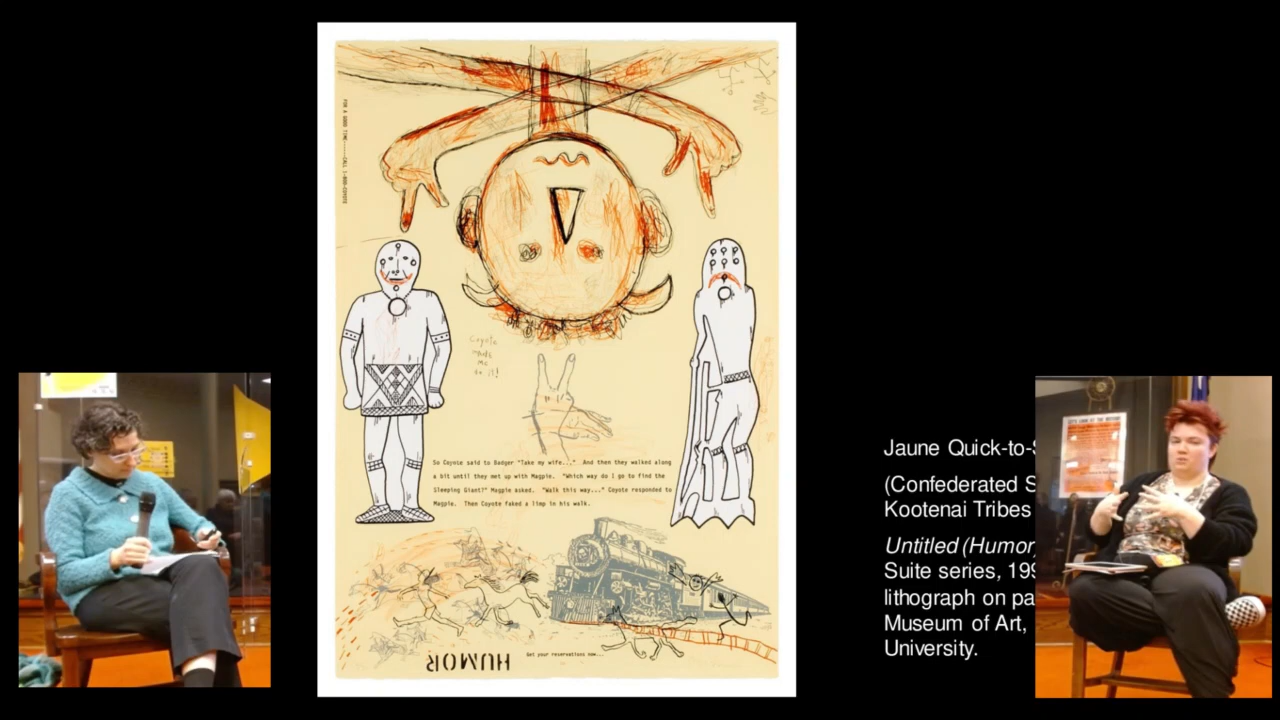 FOR A GOOD TIME......CALL 1-800-COYOTE
Coyote
made
me
do it!
So Coyote said to Badger "Take my wife..." And then they walked along
a bit until they met up with Magpie. "Which way do I go to find the
Sleeping Giant?" Magpie asked. "Walk this way..." Coyote responded to
Magpie. Then Coyote faked a limp in his walk.
HUMOR
Get your reservations now...
Jaune Quick-to-S
(Confederated S
Kootenai Tribes
Untitled (Humor
Suite series, 199
lithograph on pa
Museum of Art,
University.